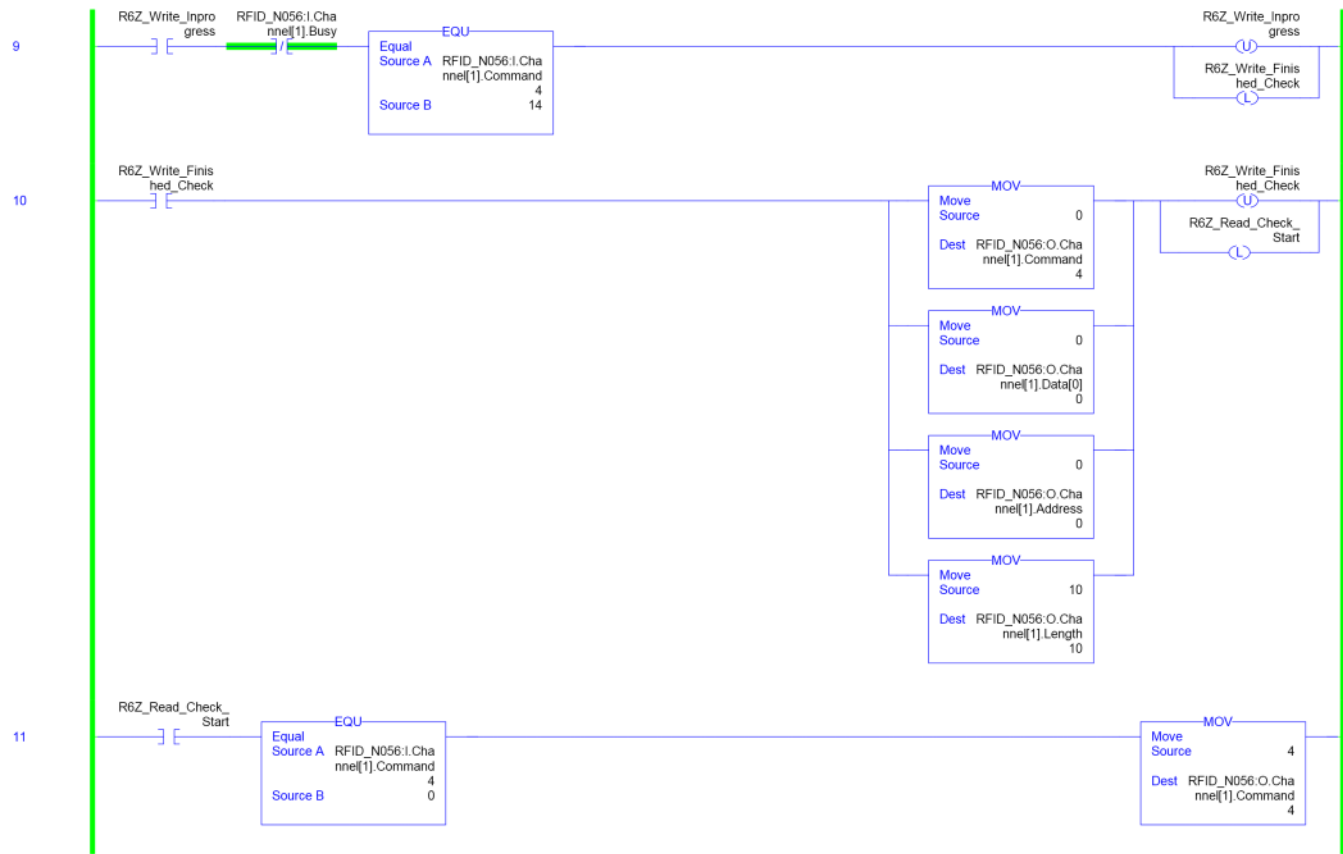 R6Z_Write_Inpro
gress
RFID_N056:I.Cha
nnel[1].Busy
EQU
Equal
Source A RFID_N056:I.Cha
nnel[1].Command
4
Source B 14
R6Z_Write_Inpro
gress
U
R6Z_Write_Finis
hed_Check
L
9
R6Z_Write_Finis
hed_Check
MOV
Move
Source 0
Dest RFID_N056:O.Cha
nnel[1].Command
4
R6Z_Write_Finis
hed_Check
U
R6Z_Read_Check_
Start
L
10
MOV
Move
Source 0
Dest RFID_N056:O.Cha
nnel[1].Data[0]
0
MOV
Move
Source 0
Dest RFID_N056:O.Cha
nnel[1].Address
0
MOV
Move
Source 10
Dest RFID_N056:O.Cha
nnel[1].Length
10
R6Z_Read_Check_
Start
11
EQU
Equal
Source A RFID_N056:I.Cha
nnel[1].Command
4
Source B 0
MOV
Move
Source 4
Dest RFID_N056:O.Cha
nnel[1].Command
4